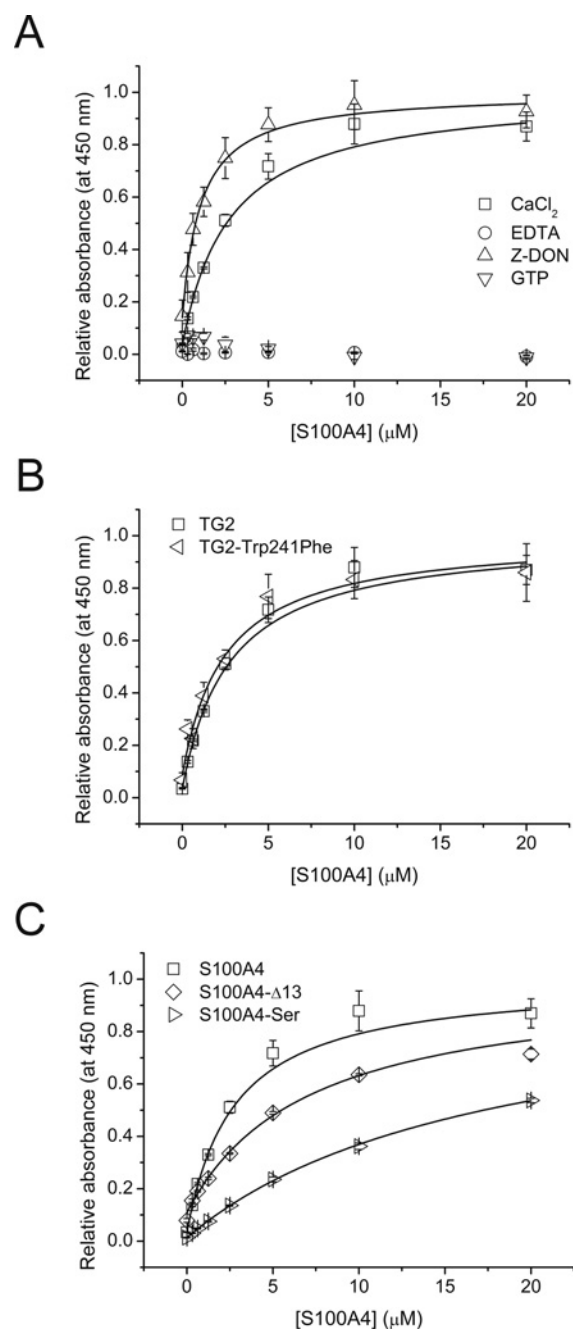 A
Relative absorbance (at 450 nm)
1.0
0.8
0.6
0.4
0.2
0.0
CaCl₂
EDTA
Z-DON
GTP
0 5 10 15 20
[S100A4] (μM)
B
Relative absorbance (at 450 nm)
1.0
0.8
0.6
0.4
0.2
0.0
TG2
TG2-Trp241Phe
0 5 10 15 20
[S100A4] (μM)
C
Relative absorbance (at 450 nm)
1.0
0.8
0.6
0.4
0.2
0.0
S100A4
S100A4-Δ13
S100A4-Ser
0 5 10 15 20
[S100A4] (μM)